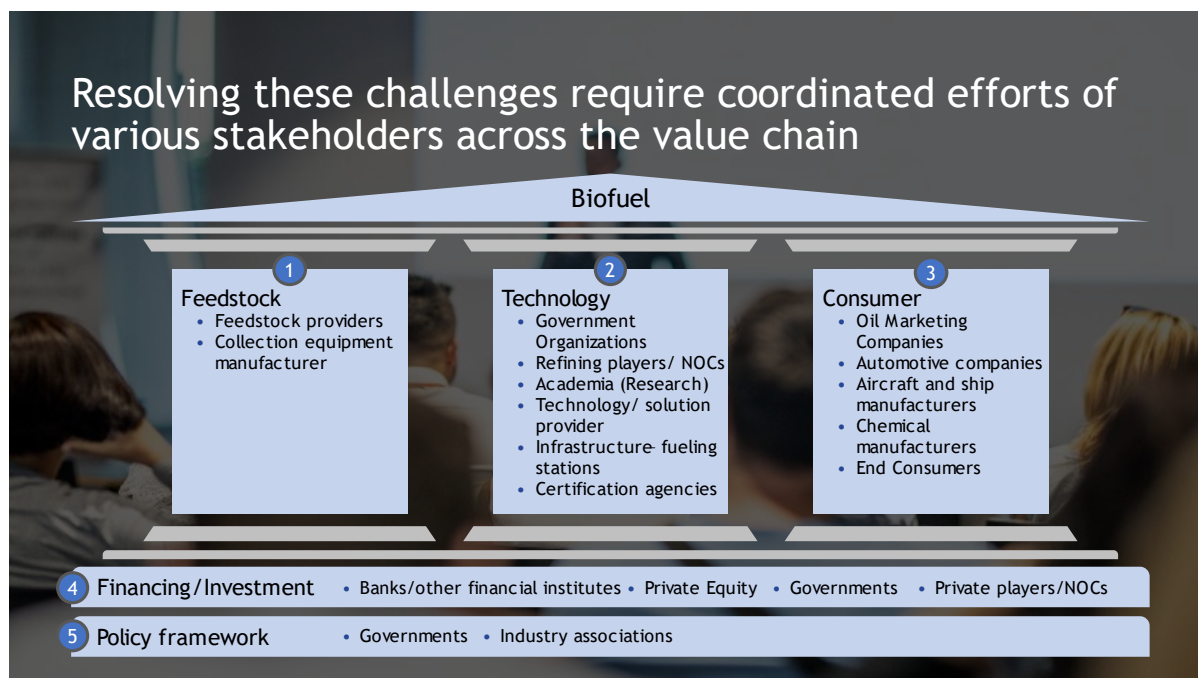 Resolving these challenges require coordinated efforts of
various stakeholders across the value chain
Biofuel
1
Feedstock
• Feedstock providers
• Collection equipment
manufacturer
2
Technology
• Government
Organizations
• Refining players/ NOCs
• Academia (Research)
• Technology/ solution
provider
• Infrastructure– fueling
stations
• Certification agencies
3
Consumer
• Oil Marketing
Companies
• Automotive companies
• Aircraft and ship
manufacturers
• Chemical
manufacturers
• End Consumers
4 Financing/Investment • Banks/other financial institutes • Private Equity • Governments • Private players/NOCs
5 Policy framework • Governments • Industry associations